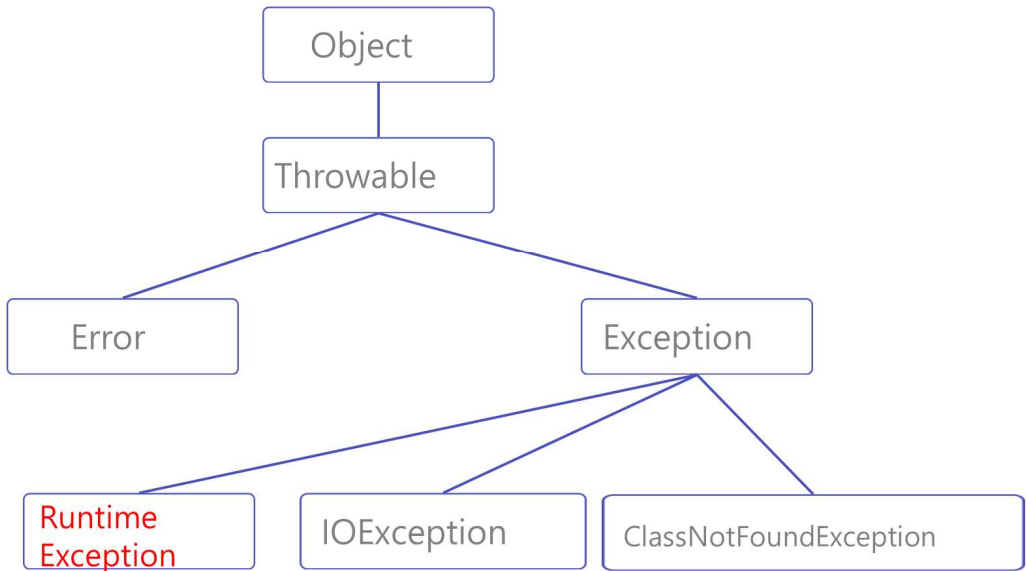 Object
Throwable
Error
Exception
Runtime
Exception
IOException
ClassNotFoundException